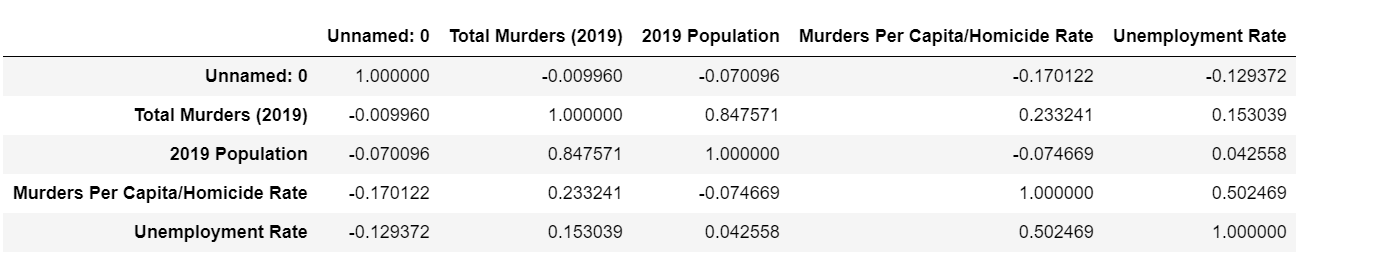 Unnamed: 0 Total Murders (2019) 2019 Population Murders Per Capita/Homicide Rate Unemployment Rate
Unnamed: 0 1.000000 -0.009960 -0.070096 -0.170122 -0.129372
Total Murders (2019) -0.009960 1.000000 0.847571 0.233241 0.153039
2019 Population -0.070096 0.847571 1.000000 -0.074669 0.042558
Murders Per Capita/Homicide Rate -0.170122 0.233241 -0.074669 1.000000 0.502469
Unemployment Rate -0.129372 0.153039 0.042558 0.502469 1.000000